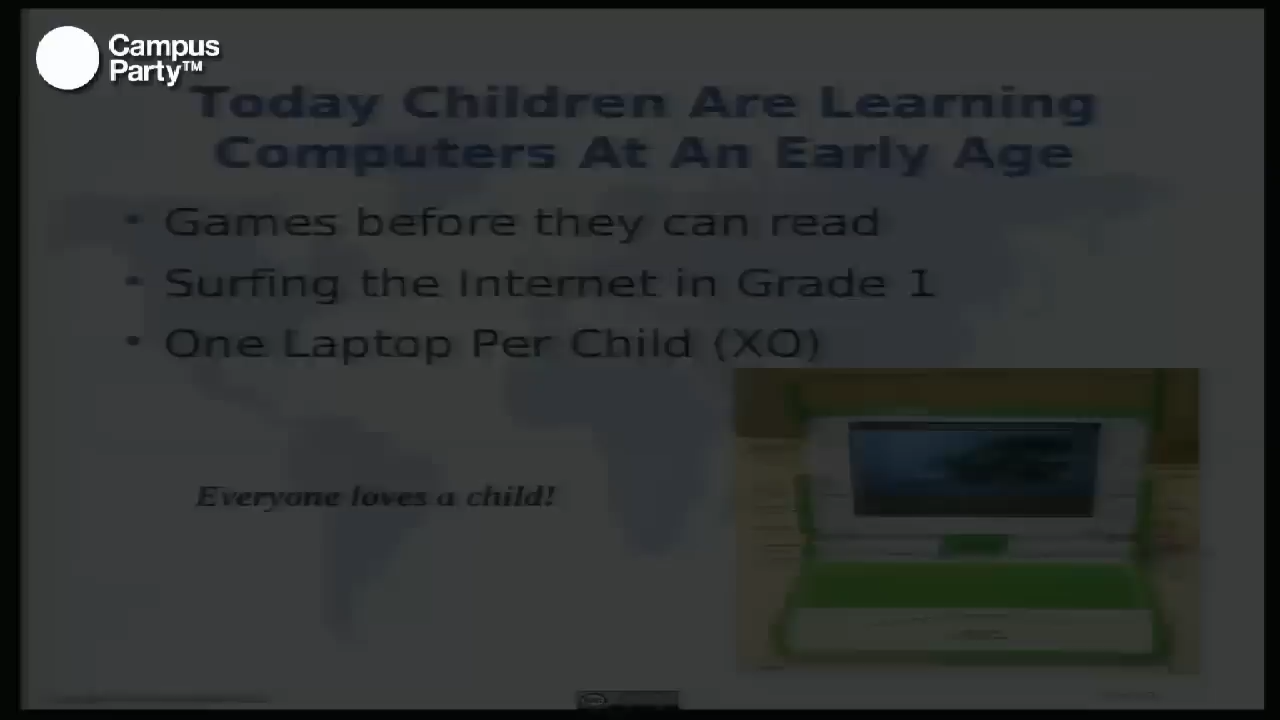 Campus
Party™
Today Children Are Learning
Computers At An Early Age
• Games before they can read
• Surfing the Internet in Grade 1
• One Laptop Per Child (XO)
Everyone loves a child!